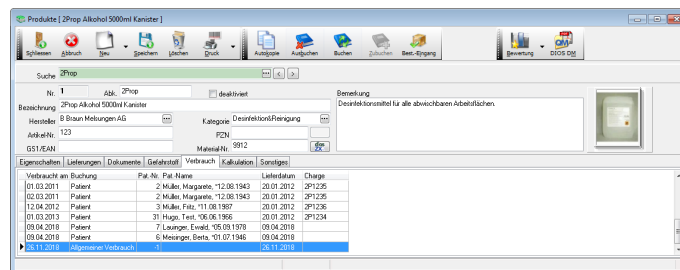 Produkte [ 2Prop Alkohol 5000ml Kanister ]
Schliessen Abbruch Neu Speichern Löschen Druck Autokopie Ausbuchen Buchen Zubuchen Best.-Eingang Bewertung DIOS DM
Suche 2Prop
Nr. 1 Abk. 2Prop deaktiviert Bemerkung
Bezeichnung 2Prop Alkohol 5000ml Kanister Desinfektionsmittel für alle abwischbaren Arbeitsflächen.
Hersteller B Braun Melsungen AG Kategorie Desinfektion&Reinigung
Artikel-Nr. 123 PZN
GS1/EAN Material-Nr. 9912
Eigenschaften Lieferungen Dokumente Gefahrstoff Verbrauch Kalkulation Sonstiges
Verbraucht am Buchung Pat.-Nr. Pat.-Name Lieferdatum Charge
01.03.2011 Patient 2 Müller, Margarete, *12.08.1943 20.01.2012 2P1235
02.03.2011 Patient 2 Müller, Margarete, *12.08.1943 20.01.2012 2P1235
12.04.2012 Patient 3 Müller, Fritz, *11.08.1987 20.01.2012 2P1236
01.03.2013 Patient 31 Hugo, Test, *06.06.1966 20.01.2012 2P1234
09.04.2018 Patient 7 Lauinger, Ewald, *05.09.1978 09.04.2018
09.04.2018 Patient 6 Meisinger, Berta, *01.07.1946 09.04.2018
26.11.2018 Allgemeiner Verbrauch -1 26.11.2018